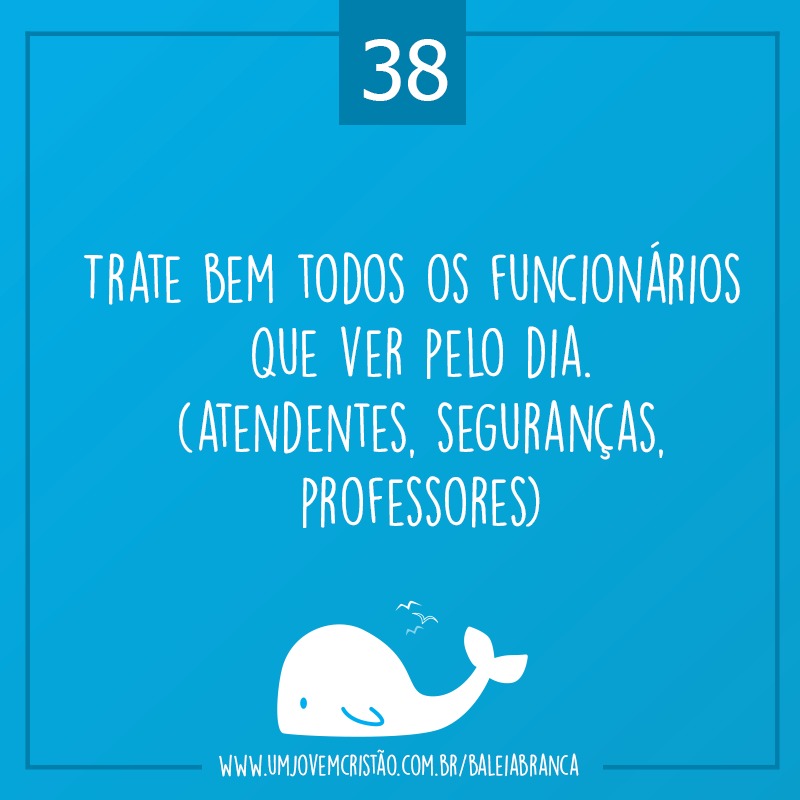 38
TRATE BEM TODOS OS FUNCIONÁRIOS
QUE VER PELO DIA.
(ATENDENTES, SEGURANÇAS,
PROFESSORES)
WWW.UMJOVEMCRISTÃO.COM.BR/BALEIABRANCA